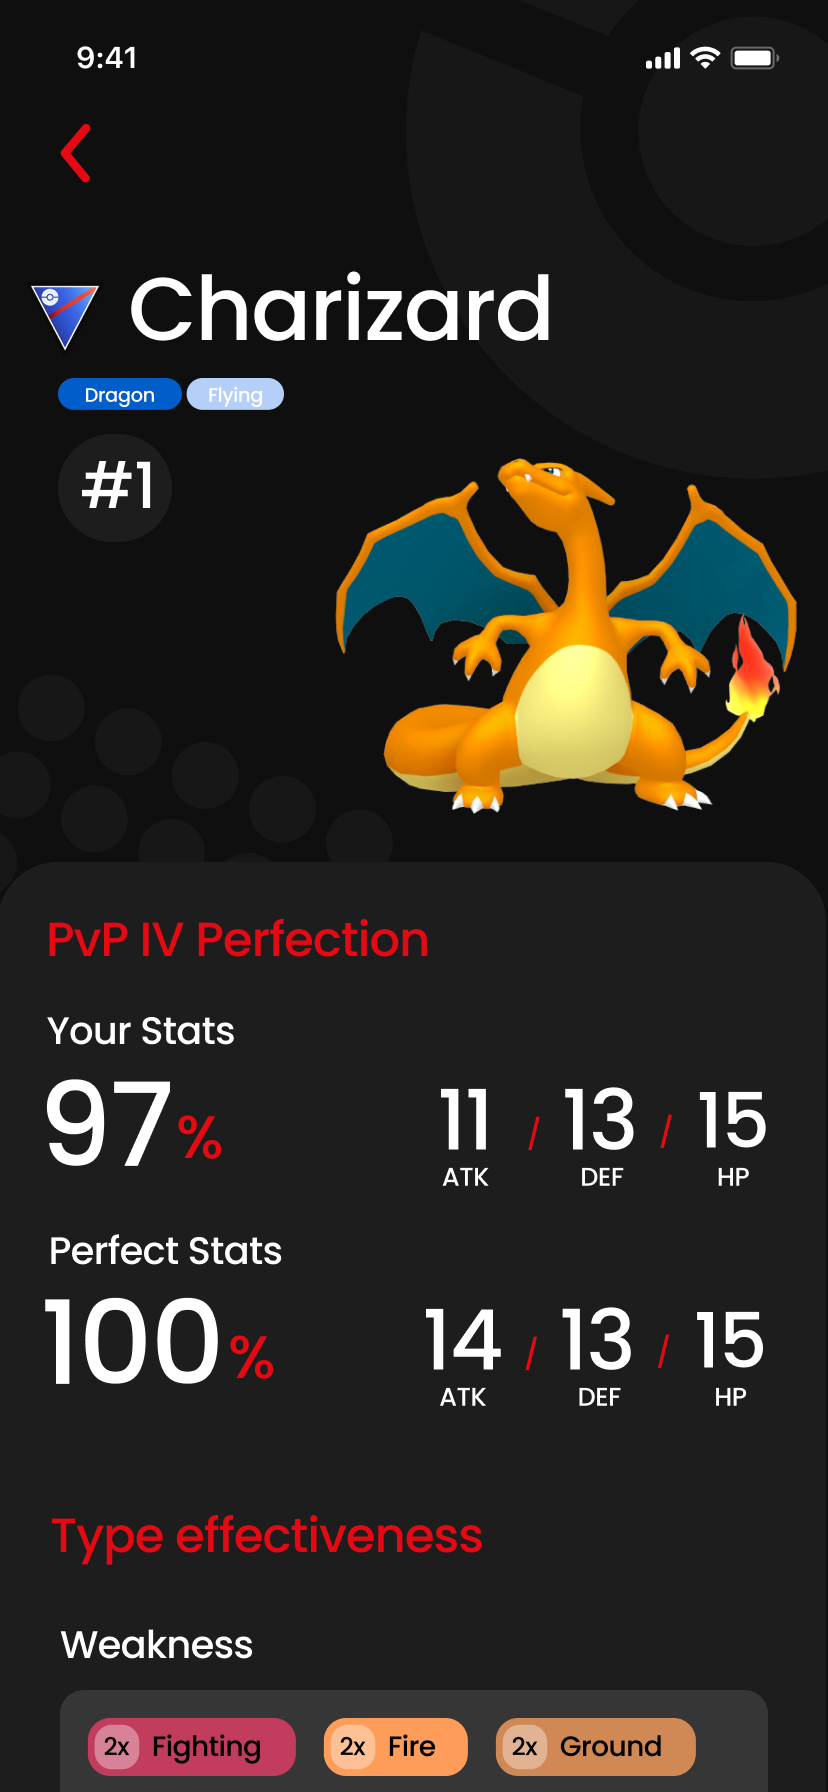 9:41
Charizard
Dragon Flying
#1
PvP IV Perfection
Your Stats
97% 11 / 13 / 15
ATK DEF HP
Perfect Stats
100% 14 / 13 / 15
ATK DEF HP
Type effectiveness
Weakness
2x Fighting 2x Fire 2x Ground